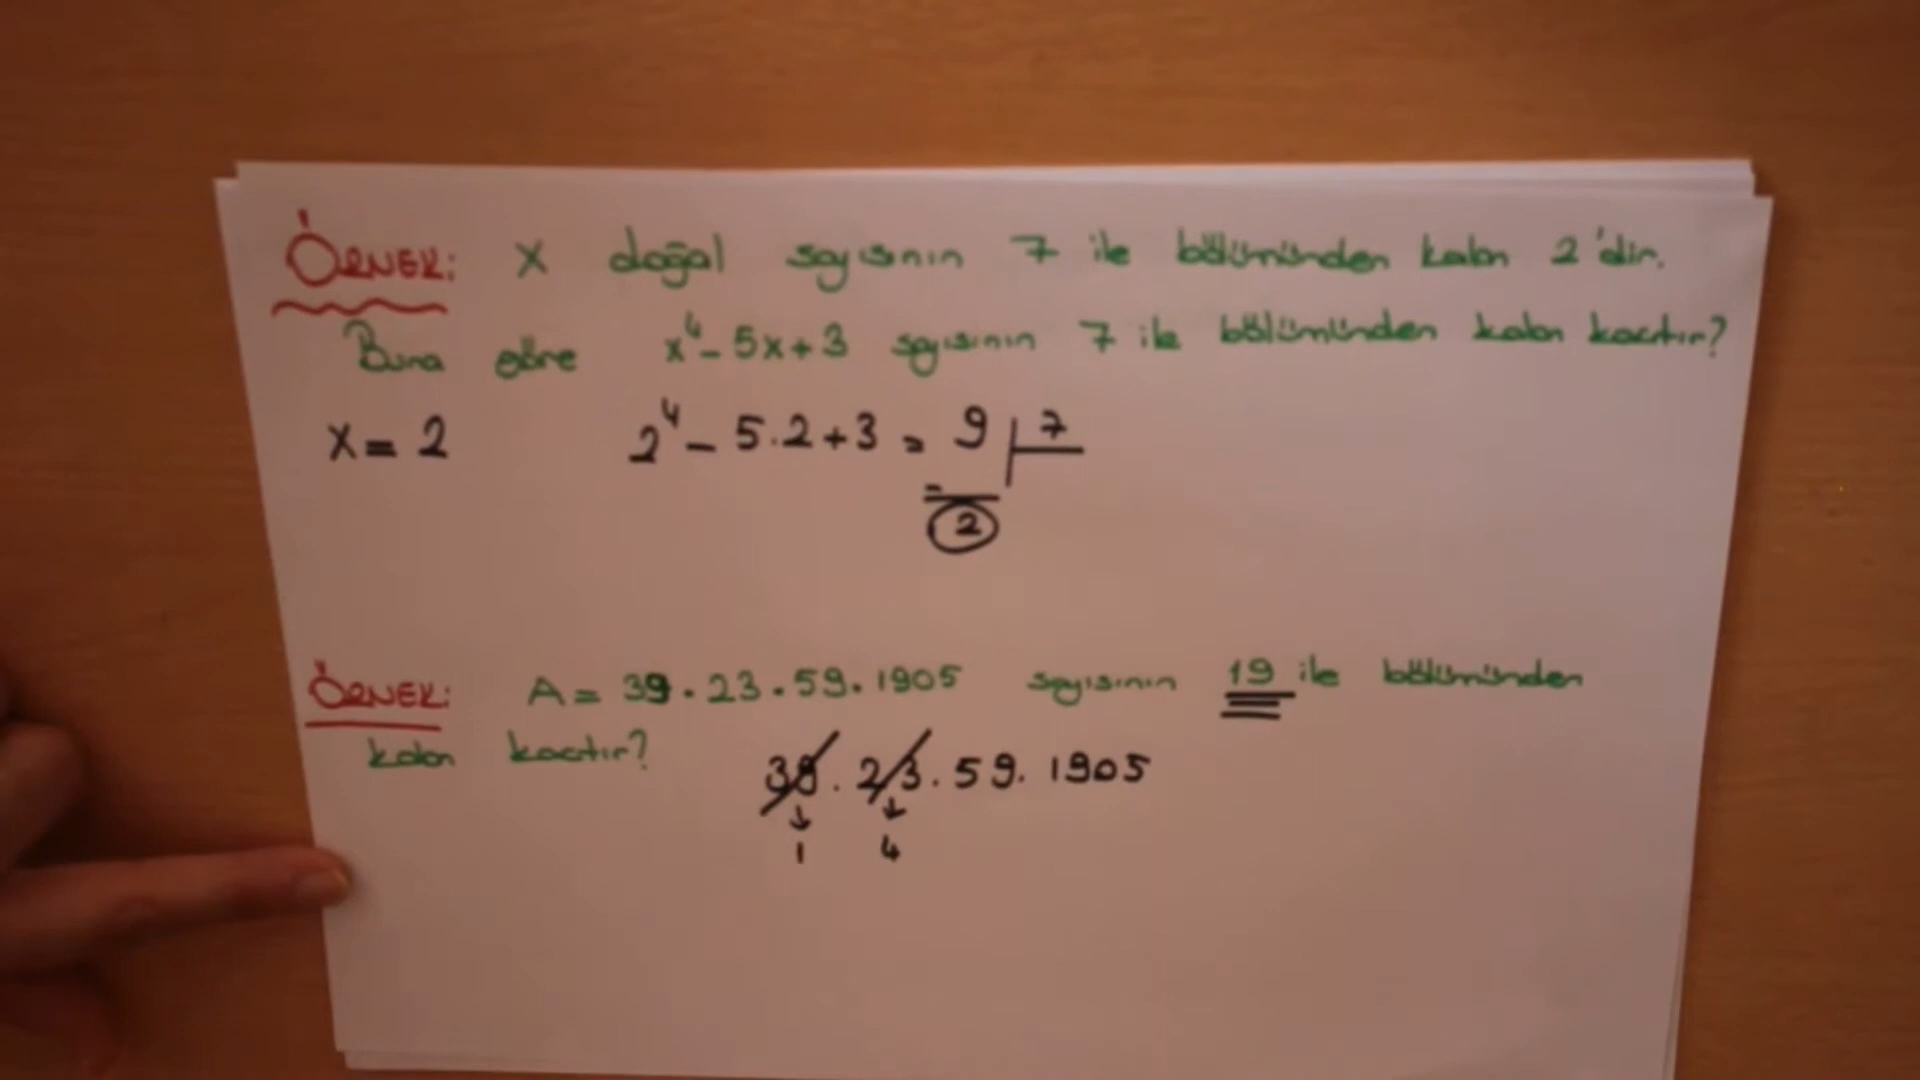 ÖRNEK: X doğal sayısının 7 ile bölümünden kalan 2'dir.
Buna göre x⁴ - 5x + 3 sayısının 7 ile bölümünden kalan kaçtır?
x = 2 2⁴ - 5.2 + 3 = 9 | 7
-
2
ÖRNEK: A = 39 . 23 . 59 . 1905 sayısının 19 ile bölümünden
kalan kaçtır?
39 . 23 . 59 . 1905
↓ ↓
1 4